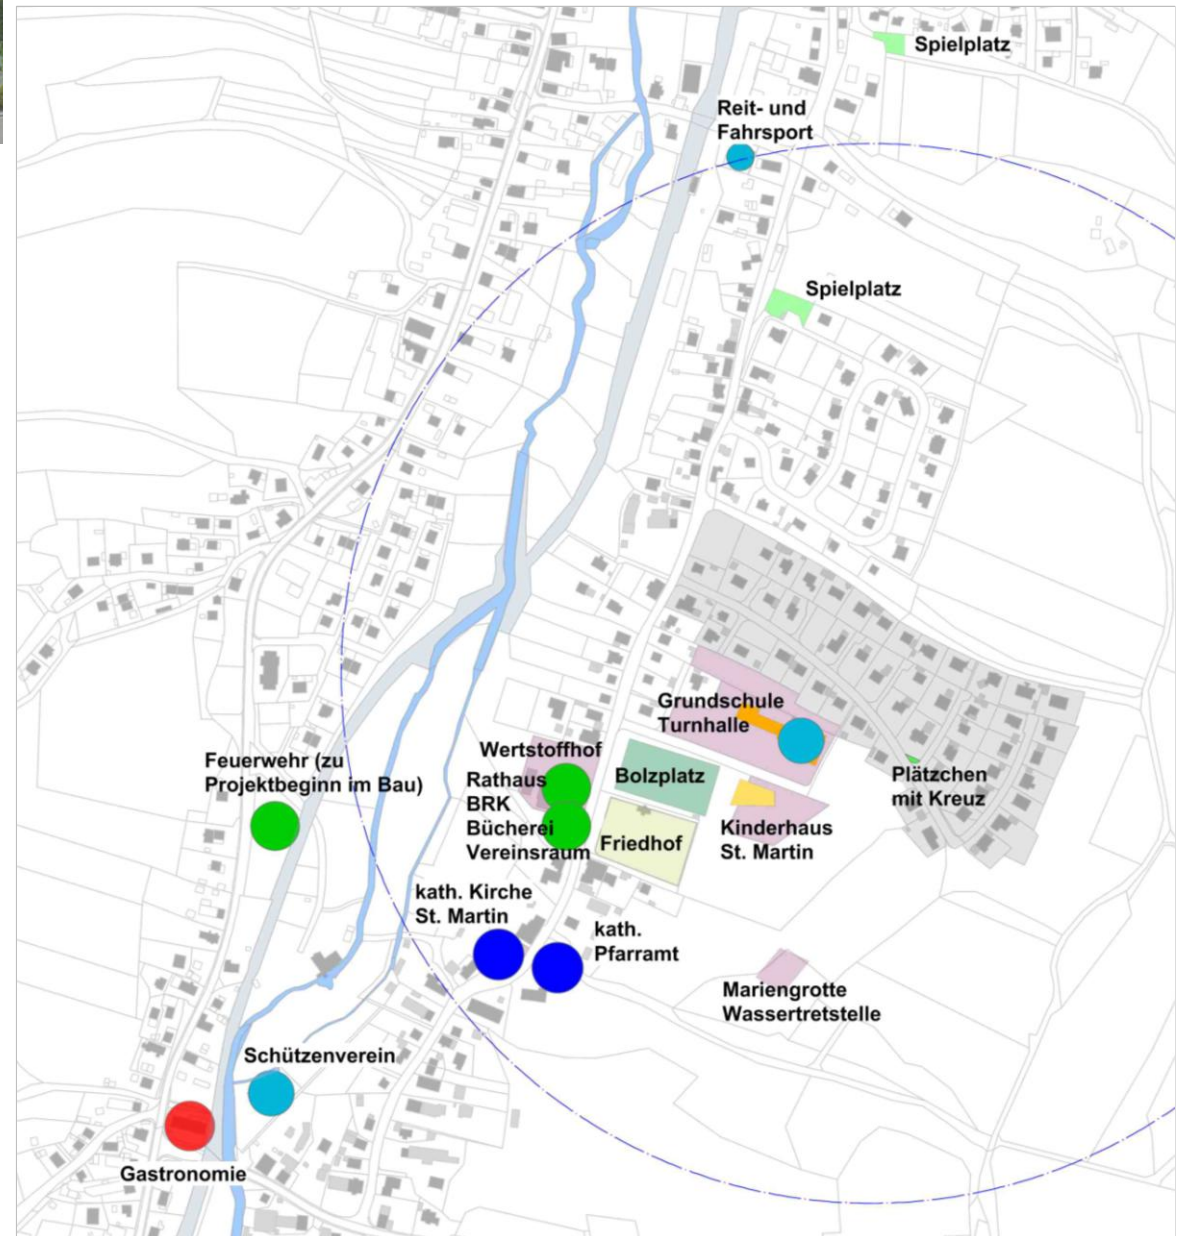 Spielplatz
Reit- und
Fahrsport
Spielplatz
Grundschule
Turnhalle
Wertstoffhof
Feuerwehr (zu
Projektbeginn im Bau)
Rathaus
BRK
Bücherei
Vereinsraum
Bolzplatz
Plätzchen
mit Kreuz
Friedhof
Kinderhaus
St. Martin
kath. Kirche
St. Martin
kath.
Pfarramt
Mariengrotte
Wassertretstelle
Schützenverein
Gastronomie